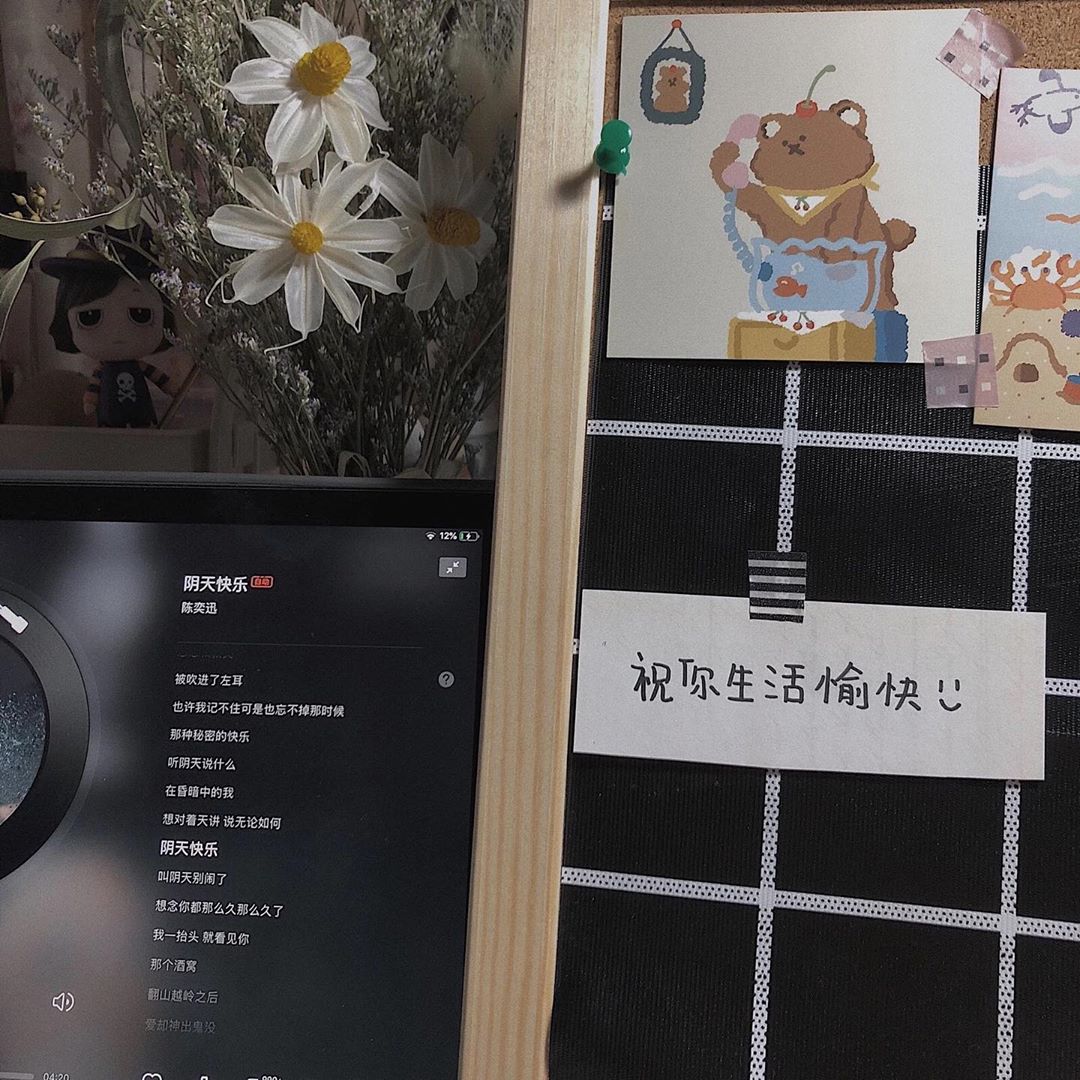 12%
阴天快乐 自动
陈奕迅
被吹进了左耳
也许我记不住可是也忘不掉那时候
那种秘密的快乐
听阴天说什么
在昏暗中的我
想对着天讲 说无论如何
阴天快乐
叫阴天别闹了
想念你都那么久那么久了
我一抬头 就看见你
那个酒窝
翻山越岭之后
爱却神出鬼没
04:20
祝你生活愉快